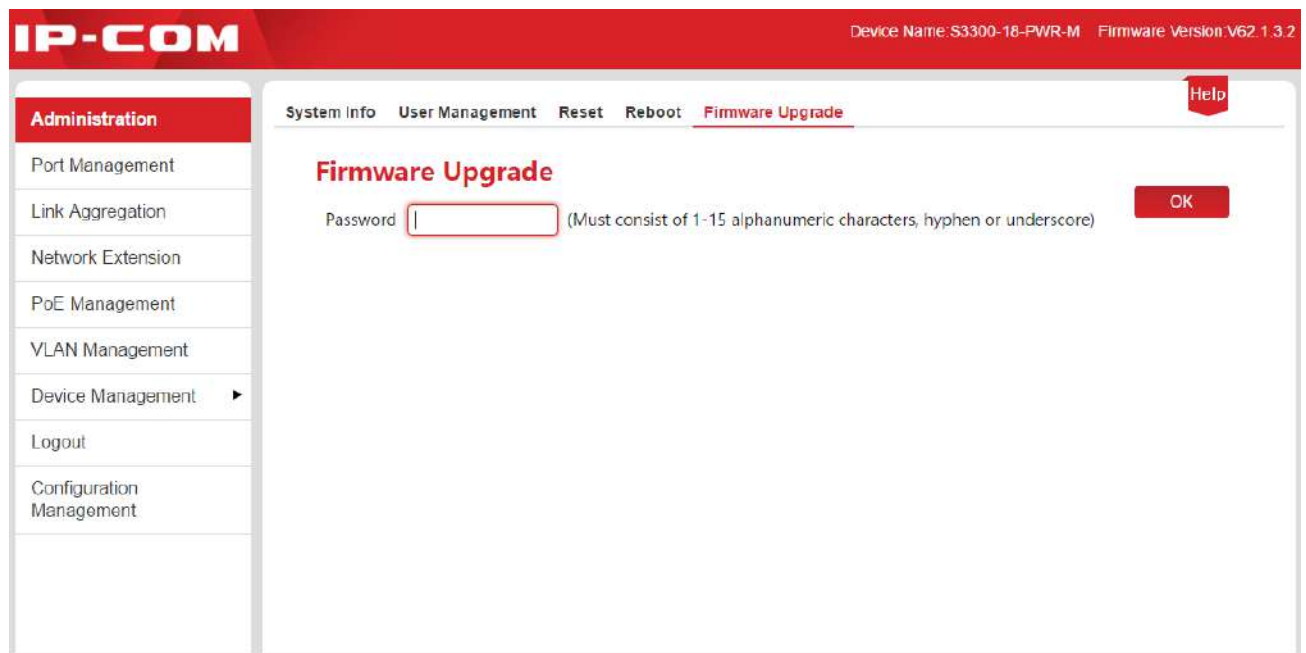 IP-COM
Device Name:S3300-18-PWR-M Firmware Version:V62.1.3.2
Help
Administration
System Info User Management Reset Reboot Firmware Upgrade
Port Management
Firmware Upgrade
Link Aggregation
Password (Must consist of 1-15 alphanumeric characters, hyphen or underscore)
OK
Network Extension
PoE Management
VLAN Management
Device Management
Logout
Configuration
Management